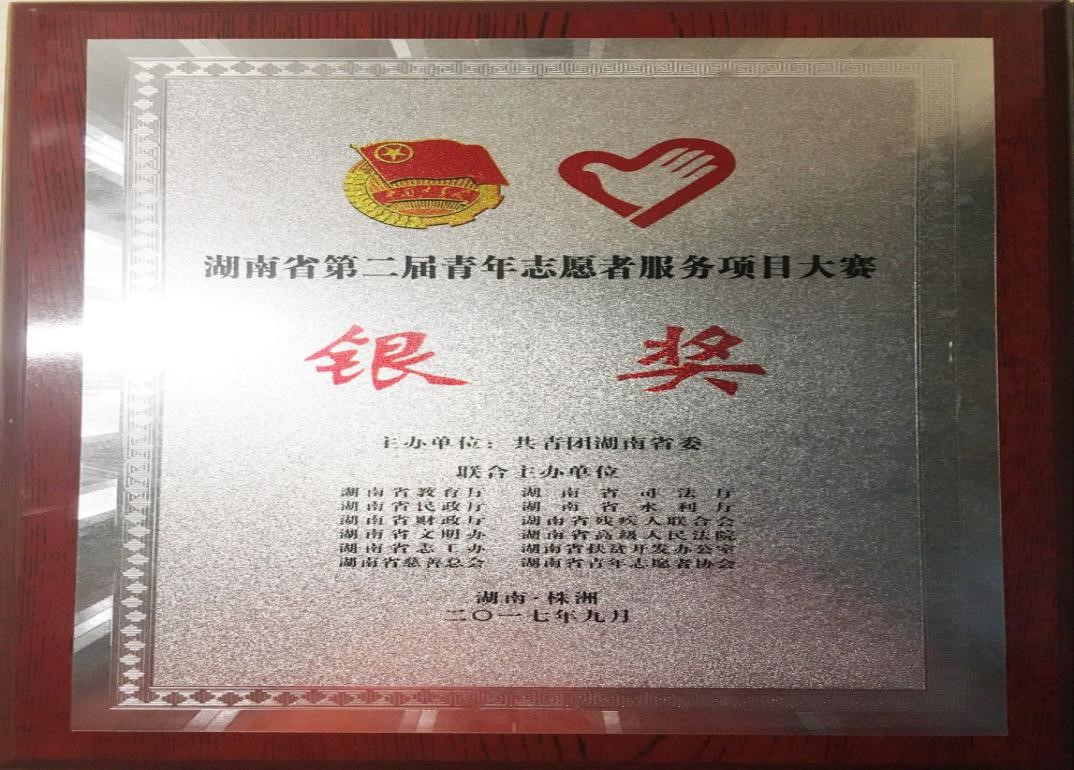 湖南省第二届青年志愿者服务项目大赛
银奖
主办单位：共青团湖南省委
联合主办单位
湖南省教育厅 湖南省司法厅
湖南省民政厅 湖南省水利厅
湖南省财政厅 湖南省残疾人联合会
湖南省文明办 湖南省高级人民法院
湖南省志工办 湖南省扶贫开发办公室
湖南省慈善总会 湖南省青年志愿者协会
湖南·株洲
二〇一七年九月